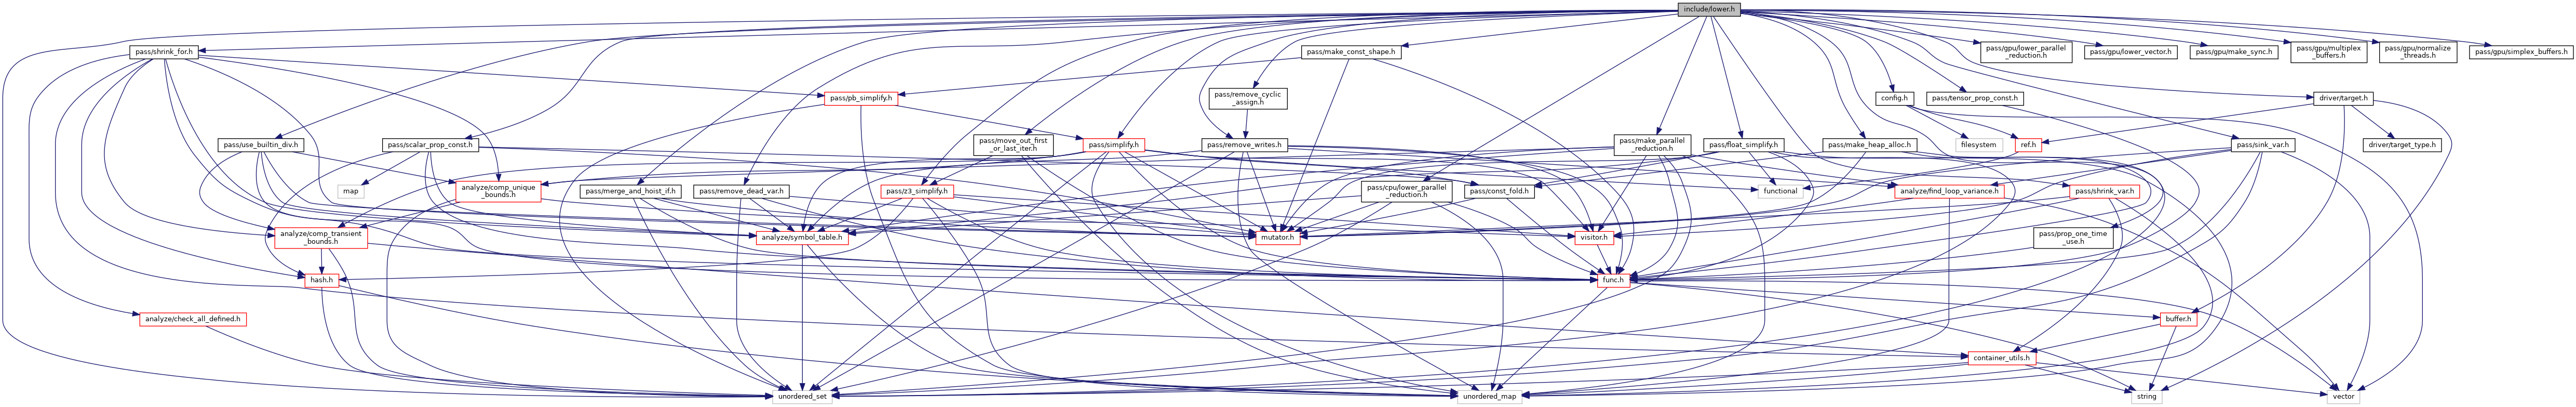 include/lower.h
pass/shrink_for.h
pass/make_const_shape.h
pass/gpu/lower_parallel
_reduction.h
pass/gpu/lower_vector.h
pass/gpu/make_sync.h
pass/gpu/multiplex
_buffers.h
pass/gpu/normalize
_threads.h
pass/gpu/simplex_buffers.h
pass/pb_simplify.h
pass/remove_cyclic
_assign.h
config.h
pass/tensor_prop_const.h
driver/target.h
pass/use_builtin_div.h
pass/scalar_prop_const.h
pass/move_out_first
_or_last_iter.h
pass/simplify.h
pass/remove_writes.h
pass/make_parallel
_reduction.h
pass/float_simplify.h
pass/make_heap_alloc.h
filesystem
ref.h
pass/sink_var.h
driver/target_type.h
map
analyze/comp_unique
_bounds.h
pass/merge_and_hoist_if.h
pass/remove_dead_var.h
pass/z3_simplify.h
pass/cpu/lower_parallel
_reduction.h
pass/const_fold.h
functional
analyze/find_loop_variance.h
pass/shrink_var.h
analyze/comp_transient
_bounds.h
analyze/symbol_table.h
mutator.h
visitor.h
pass/prop_one_time
_use.h
hash.h
func.h
analyze/check_all_defined.h
buffer.h
container_utils.h
unordered_set
unordered_map
string
vector